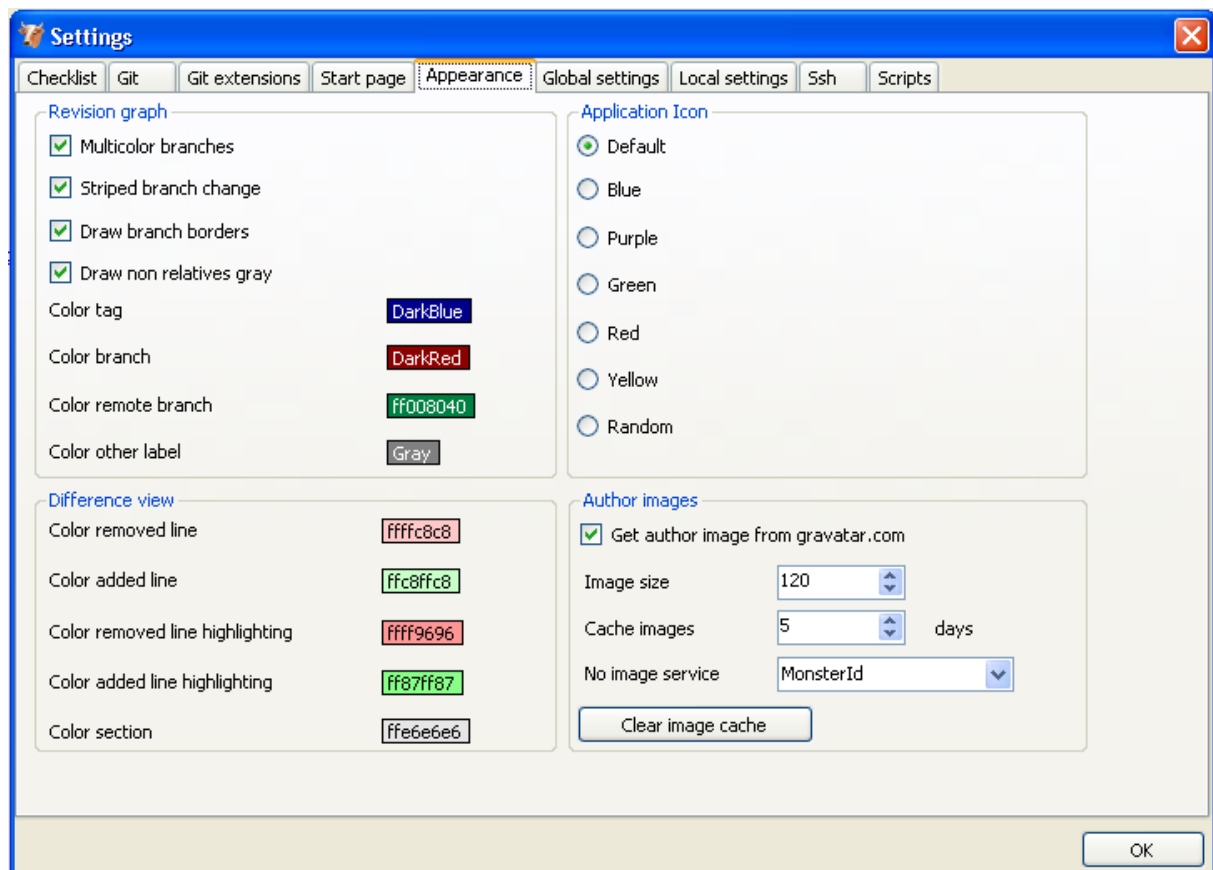 Settings
Checklist Git Git extensions Start page Appearance Global settings Local settings Ssh Scripts
Revision graph
Multicolor branches
Striped branch change
Draw branch borders
Draw non relatives gray
Color tag DarkBlue
Color branch DarkRed
Color remote branch ff008040
Color other label Gray
Application Icon
Default
Blue
Purple
Green
Red
Yellow
Random
Difference view
Color removed line ffffc8c8
Color added line ffc8ffc8
Color removed line highlighting ffff9696
Color added line highlighting ff87ff87
Color section ffe6e6e6
Author images
Get author image from gravatar.com
Image size 120
Cache images 5 days
No image service MonsterId
Clear image cache
OK